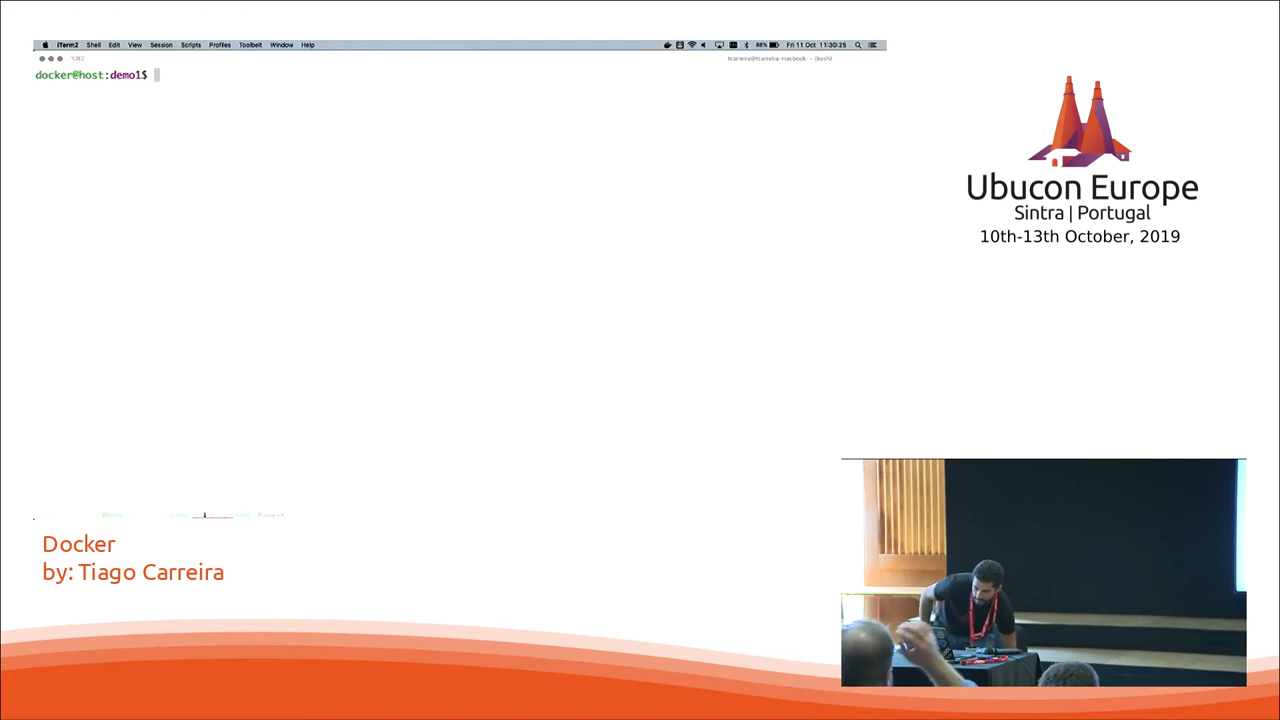 iTerm2 Shell Edit View Session Scripts Profiles Toolbelt Window Help 88% Fri 11 Oct 11:30:25
docker@host:demo1$
Ubucon Europe
Sintra | Portugal
10th-13th October, 2019
Docker
by: Tiago Carreira